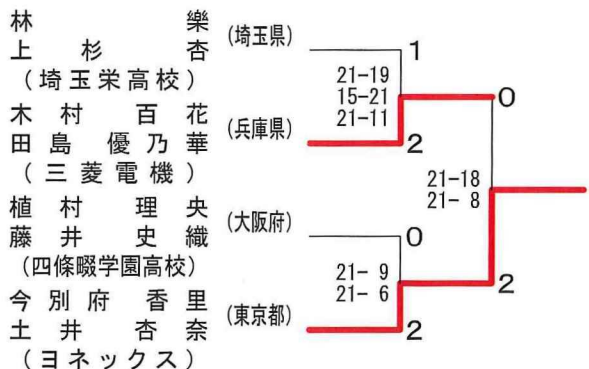 林　樂
上杉　杏
（埼玉栄高校）
(埼玉県)
木村　百花
田島　優乃華
（三菱電機）
(兵庫県)
植村　理央
藤井　史織
(四條畷学園高校)
(大阪府)
今別府　香里
土井　杏奈
（ヨネックス）
(東京都)
1
21-19
15-21
21-11
2
0
21- 9
21- 6
2
0
21-18
21- 8
2